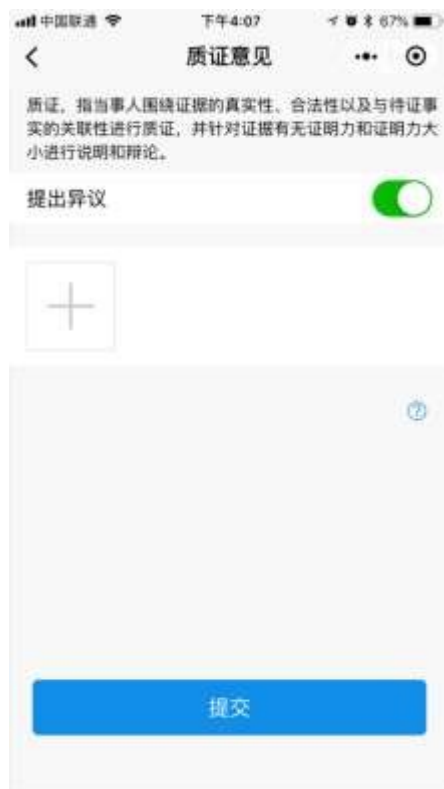 中国联通 下午4:07 67%
质证意见
质证，指当事人围绕证据的真实性、合法性以及与待证事
实的关联性进行质证，并针对证据有无证明力和证明力大
小进行说明和辩论。
提出异议
?
提交